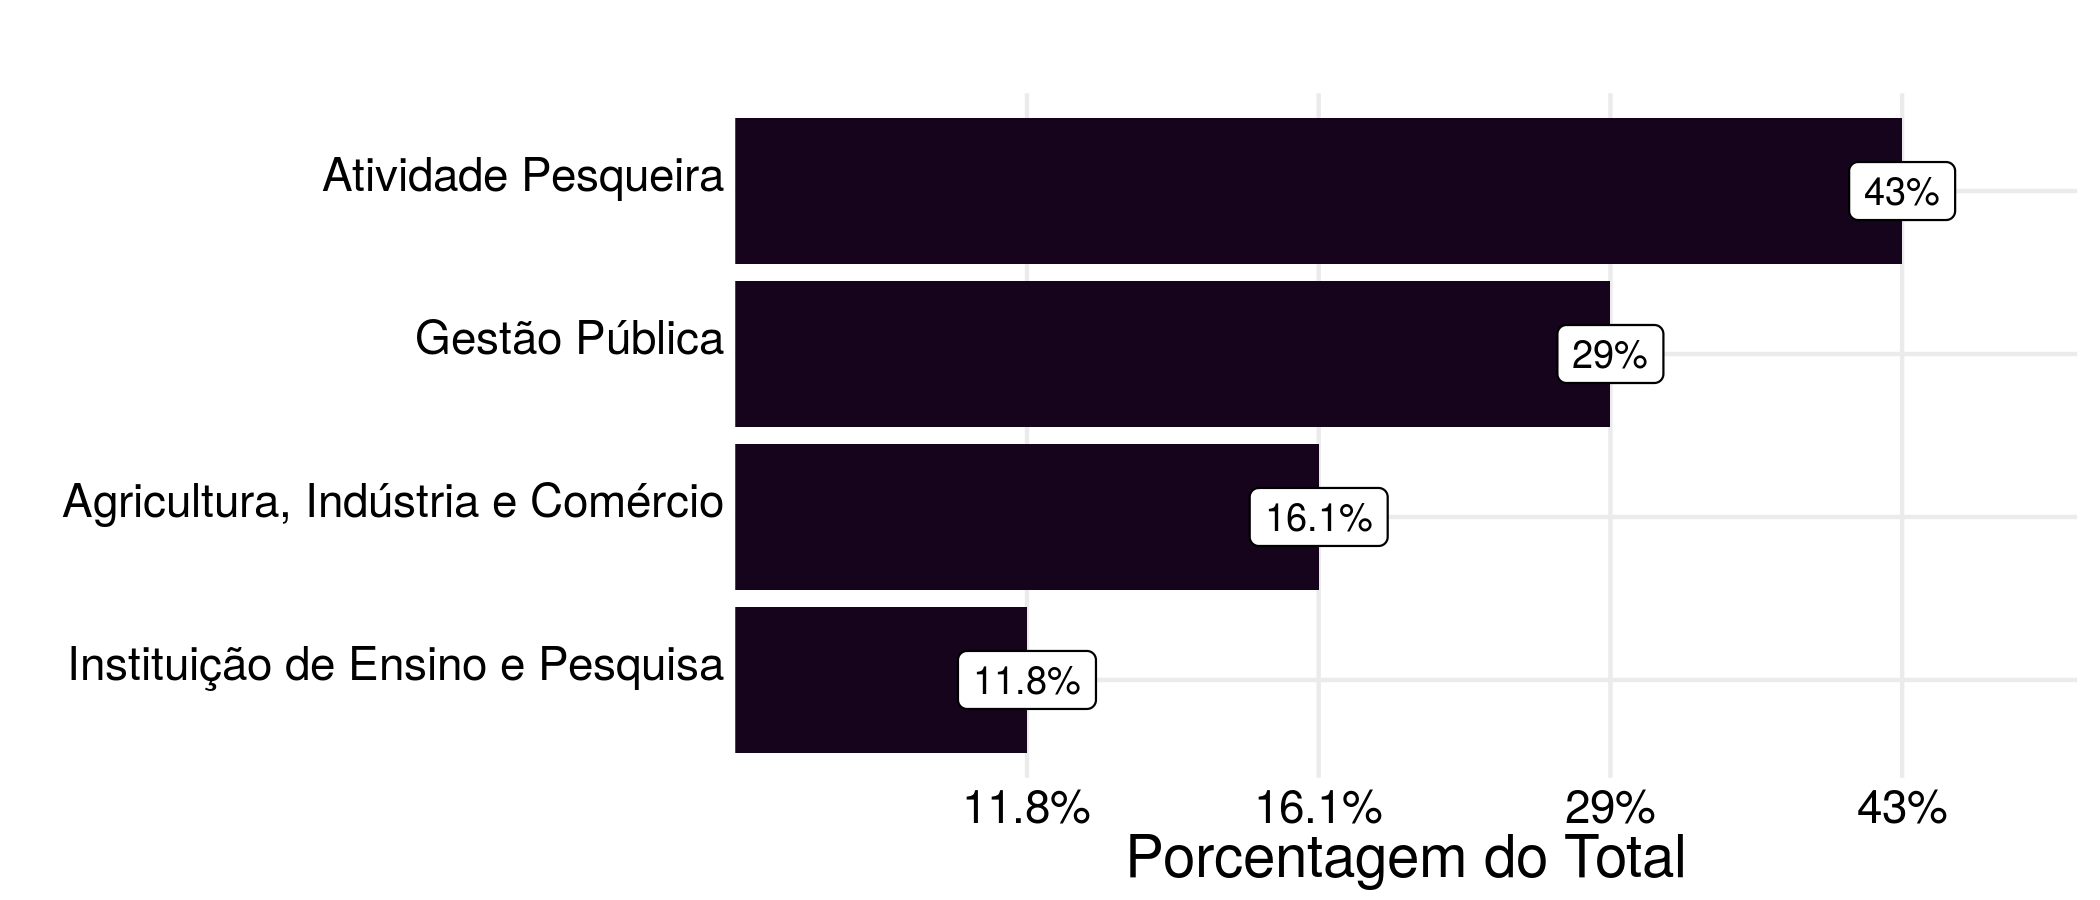 Atividade Pesqueira
43%
Gestão Pública
29%
Agricultura, Indústria e Comércio
16.1%
Instituição de Ensino e Pesquisa
11.8%
11.8% 16.1% 29% 43%
Porcentagem do Total